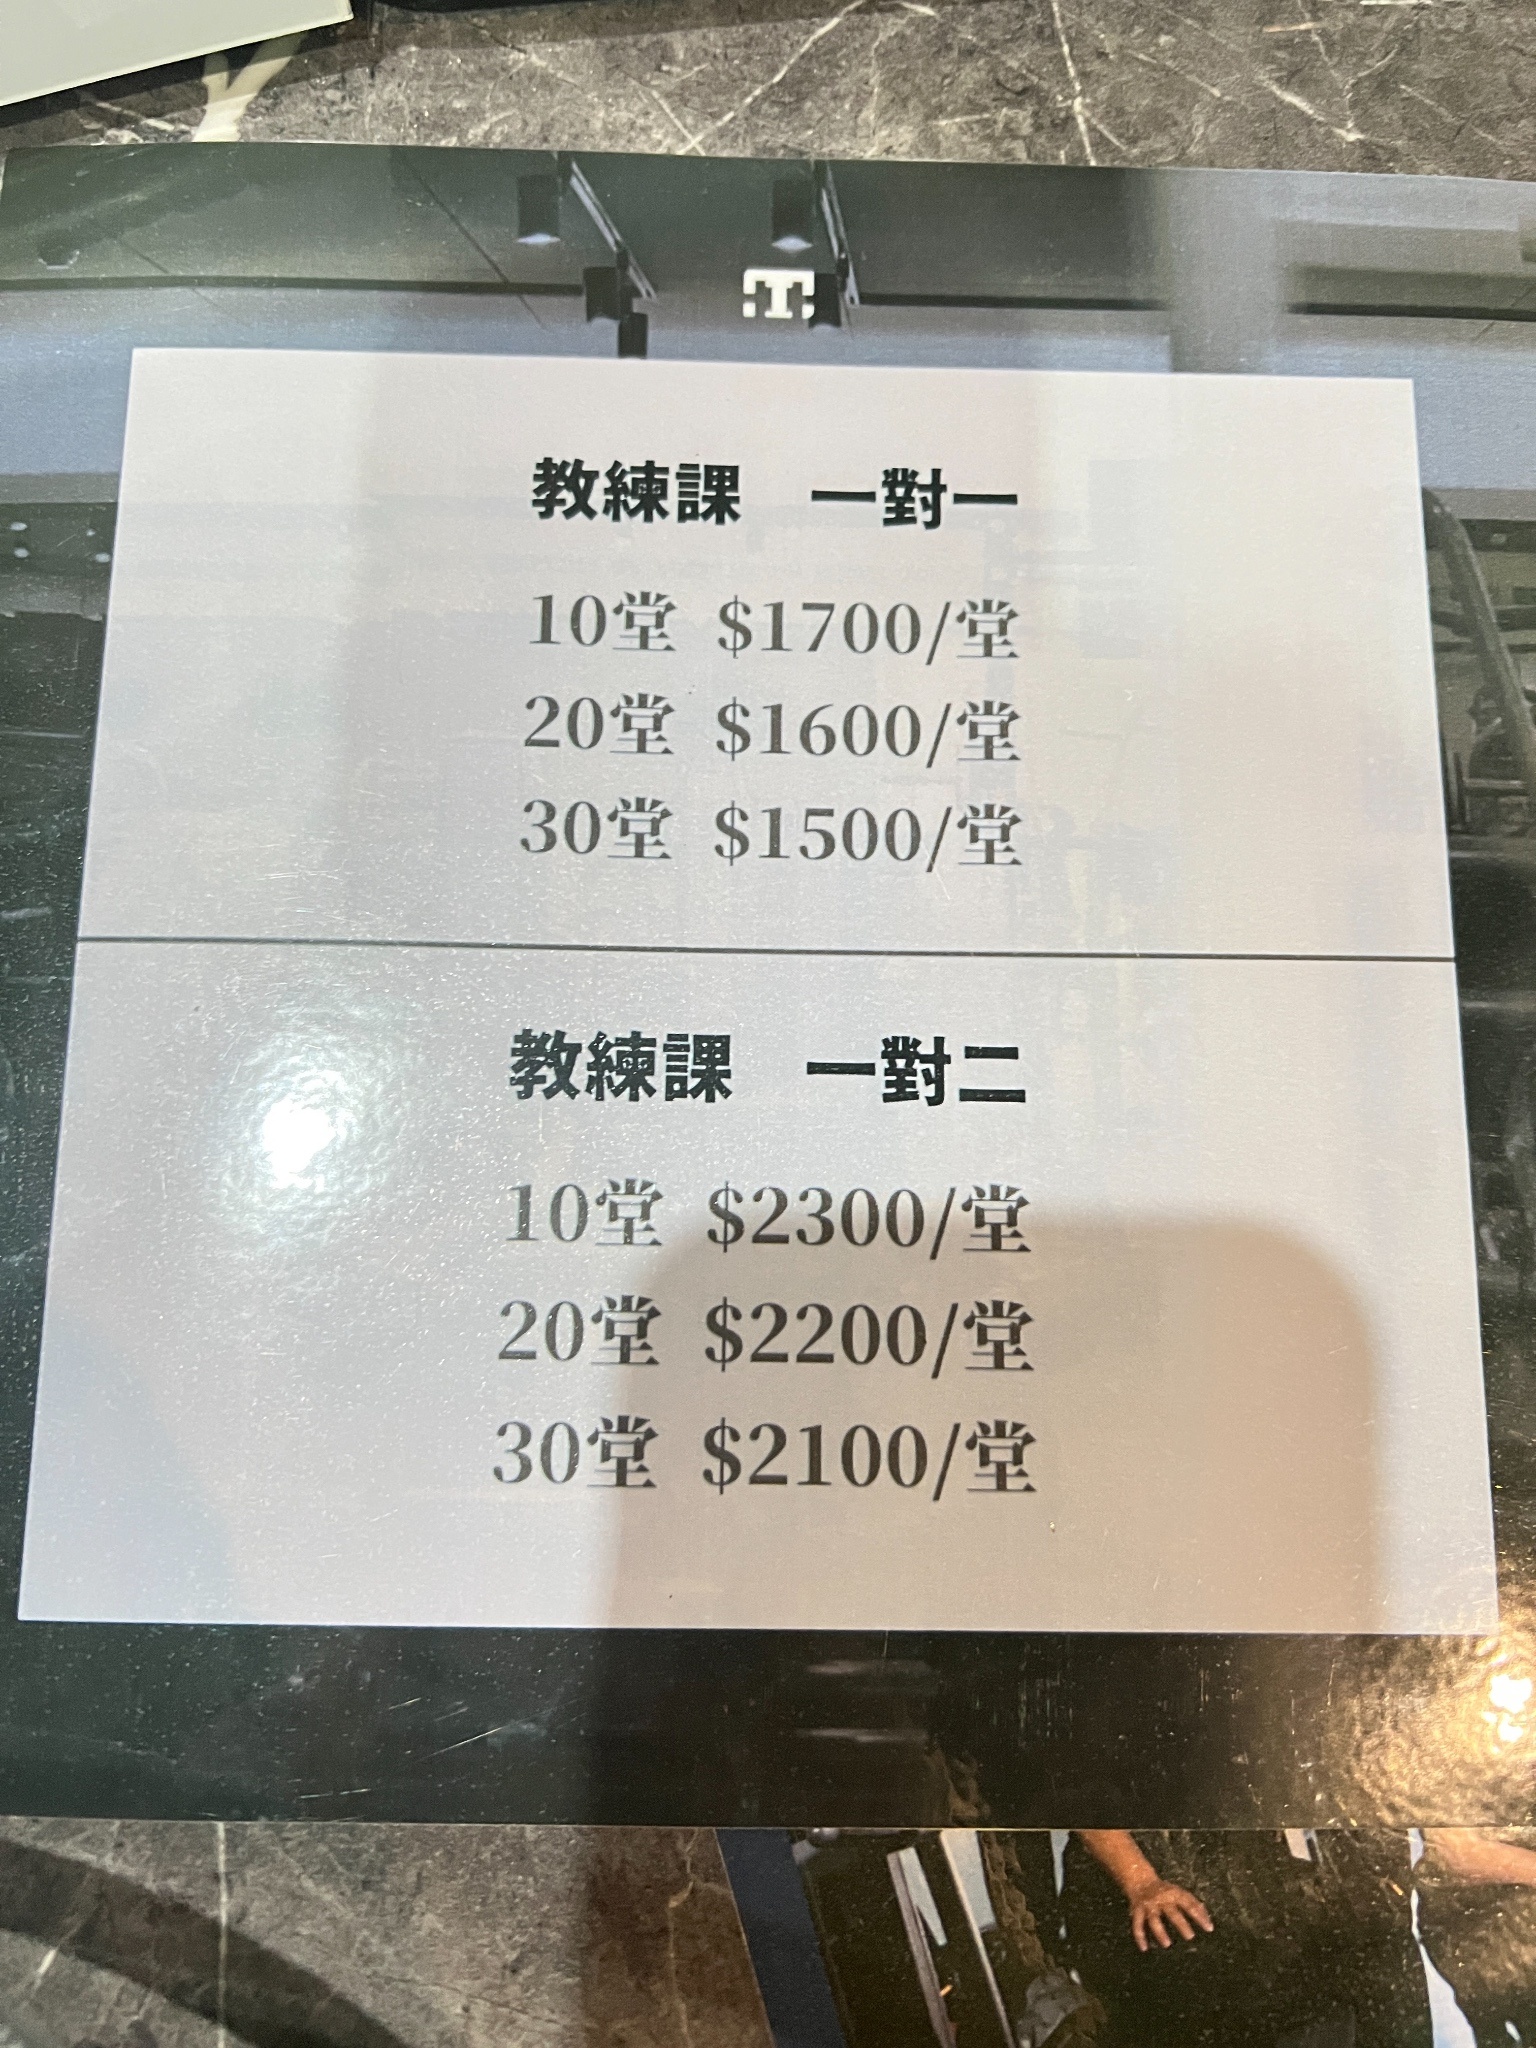 T
教練課 一對一
10堂 $1700/堂
20堂 $1600/堂
30堂 $1500/堂
教練課 一對二
10堂 $2300/堂
20堂 $2200/堂
30堂 $2100/堂